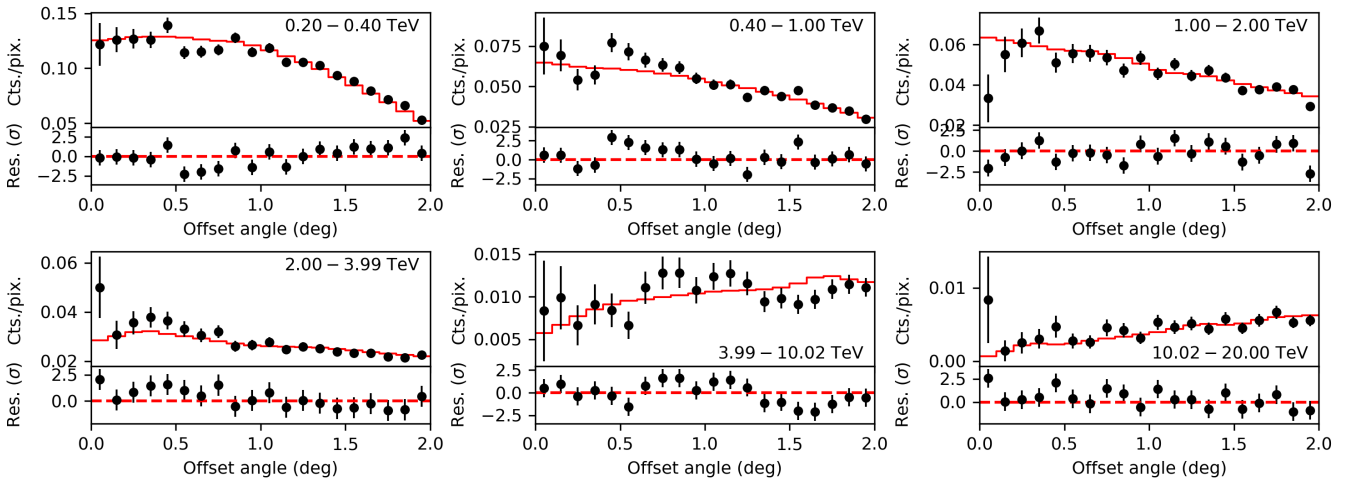 0.20 − 0.40 TeV
Cts./pix.
0.15
0.10
0.05
Res. (σ)
2.5
0.0
−2.5
0.0 0.5 1.0 1.5 2.0
Offset angle (deg)
0.40 − 1.00 TeV
Cts./pix.
0.075
0.050
0.025
Res. (σ)
2.5
0.0
−2.5
0.0 0.5 1.0 1.5 2.0
Offset angle (deg)
1.00 − 2.00 TeV
Cts./pix.
0.06
0.04
0.02
Res. (σ)
2.5
0.0
−2.5
0.0 0.5 1.0 1.5 2.0
Offset angle (deg)
2.00 − 3.99 TeV
Cts./pix.
0.06
0.04
0.02
Res. (σ)
2.5
0.0
0.0 0.5 1.0 1.5 2.0
Offset angle (deg)
Cts./pix.
0.015
0.010
0.005
3.99 − 10.02 TeV
Res. (σ)
2.5
0.0
−2.5
0.0 0.5 1.0 1.5 2.0
Offset angle (deg)
Cts./pix.
0.01
0.00
10.02 − 20.00 TeV
Res. (σ)
2.5
0.0
0.0 0.5 1.0 1.5 2.0
Offset angle (deg)